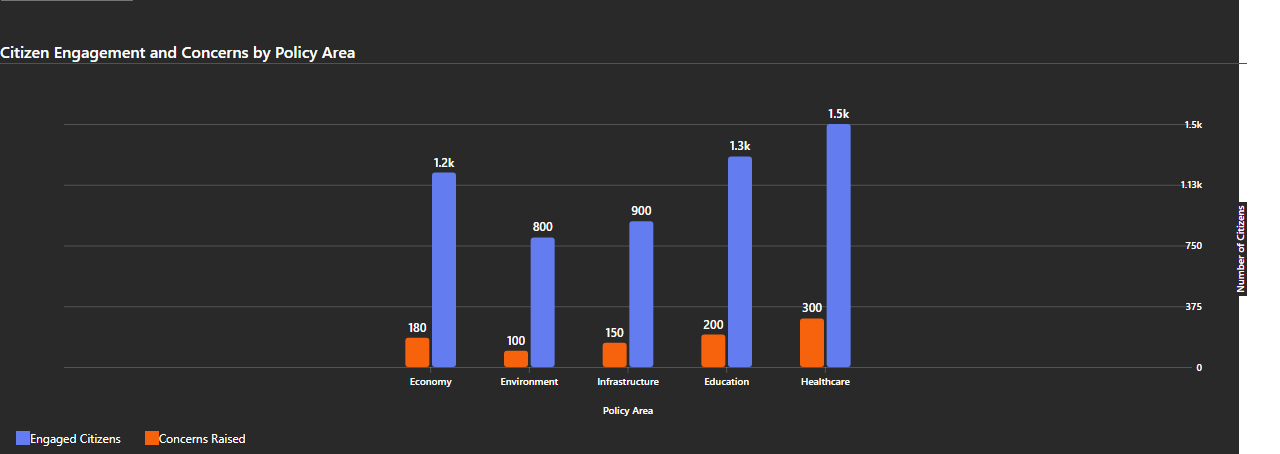 Citizen Engagement and Concerns by Policy Area
1.5k
1.5k
1.3k
1.2k
1.13k
900
800
750
Number of Citizens
375
300
200
180
150
100
0
Economy Environment Infrastructure Education Healthcare
Policy Area
Engaged Citizens Concerns Raised